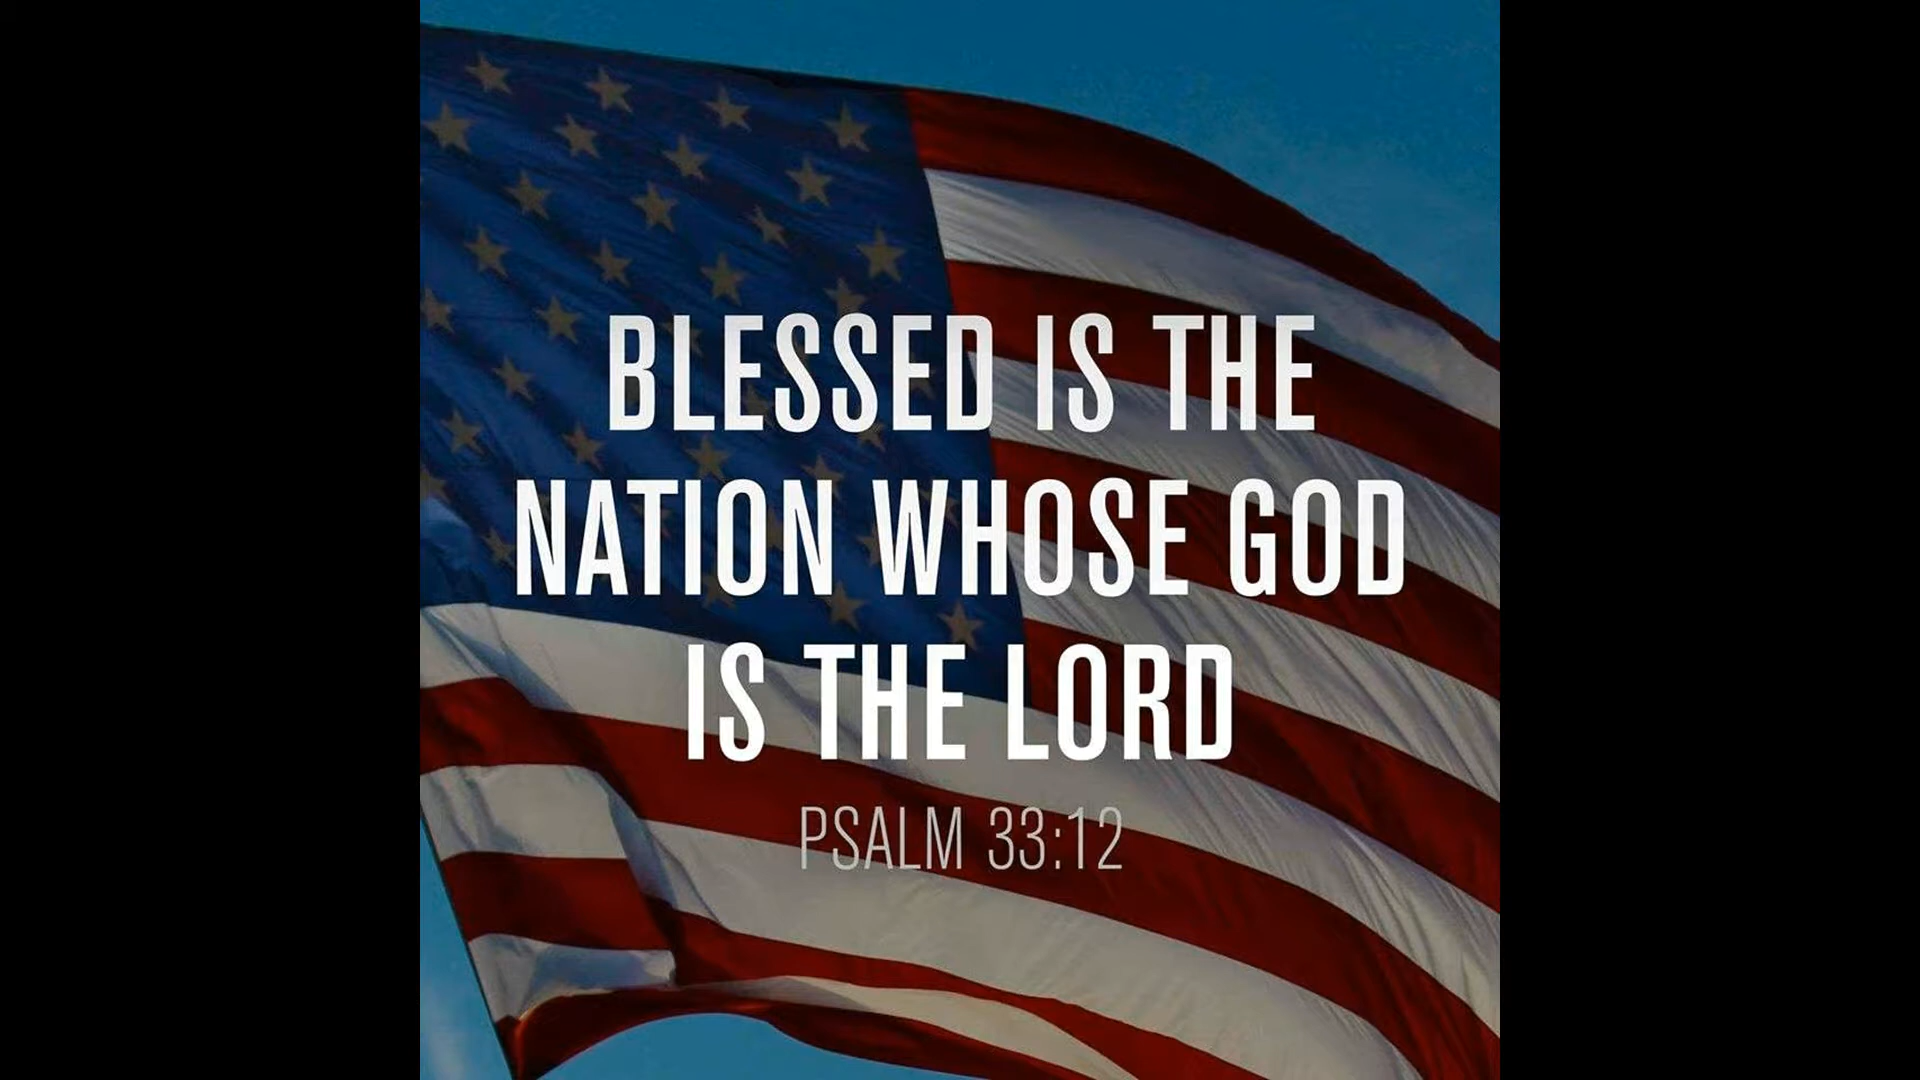 BLESSED IS THE
NATION WHOSE GOD
IS THE LORD
PSALM 33:12